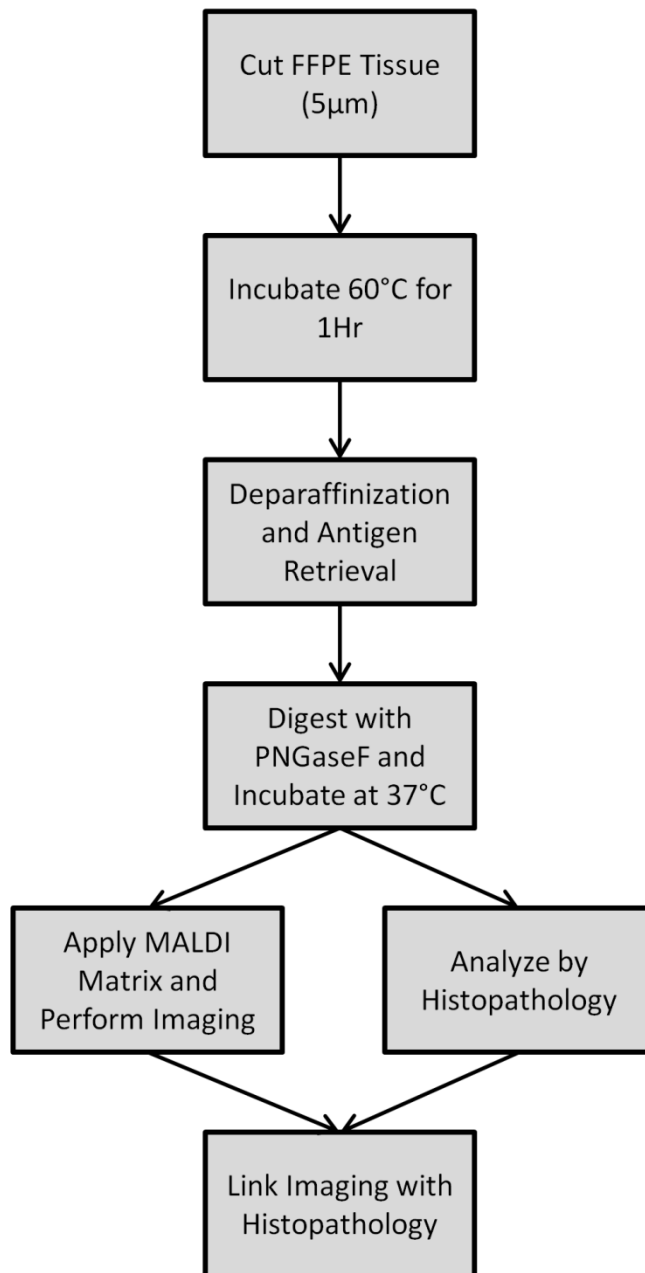 Cut FFPE Tissue
(5µm)
Incubate 60°C for
1Hr
Deparaffinization
and Antigen
Retrieval
Digest with
PNGaseF and
Incubate at 37°C
Apply MALDI
Matrix and
Perform Imaging
Analyze by
Histopathology
Link Imaging with
Histopathology